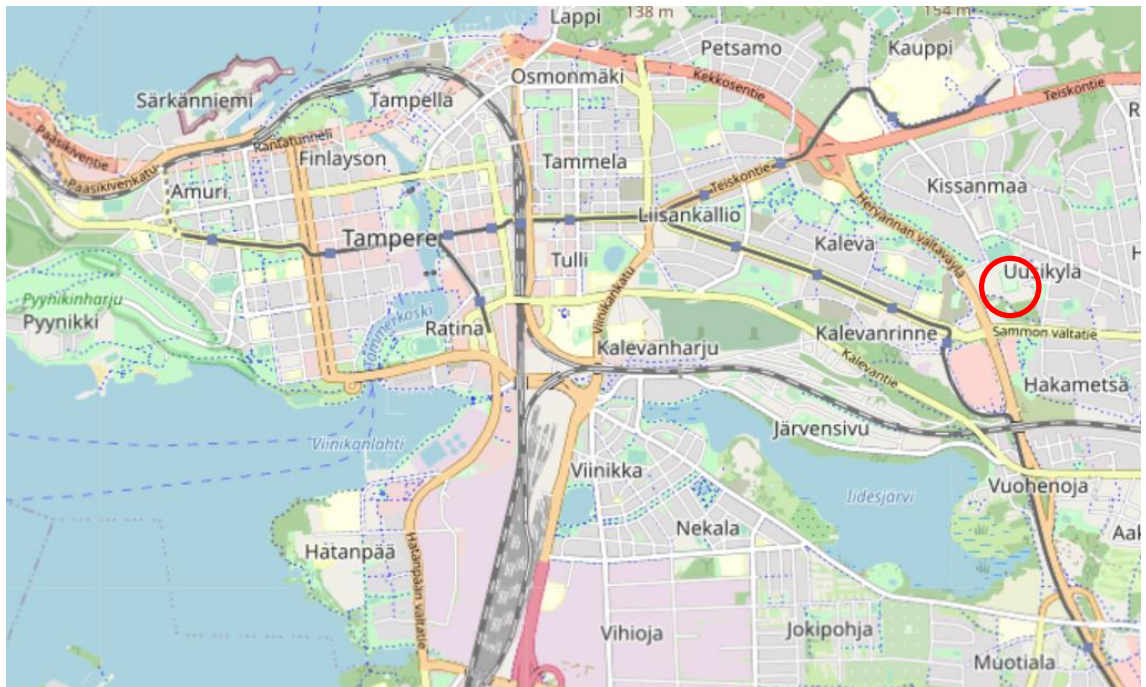 Lappi
138 m
154 m
Petsamo
Kauppi
Osmonmäki
Kekkosentie
Teiskontie
Särkänniemi
Tampella
Paasikiventie
Rantatunneli
Finlayson
Tammela
Paasikivenkatu
Amuri
Teiskontie
Kissanmaa
Liisankallio
Hervannan valtaväylä
Tampere
Kaleva
Tulli
Uusikylä
Pyynikinharju
Pyynikki
Tammerkoski
Viinikankatu
Ratina
Kalevanrinne
Sammon valtatie
Kalevanharju
Kalevantie
Hakametsä
Järvensivu
Viinikanlahti
Viinikka
Iidesjärvi
Vuohenoja
Nekala
Aa
Hatanpää
Hatanpään valtatie
Vihioja
Jokipohja
Muotiala